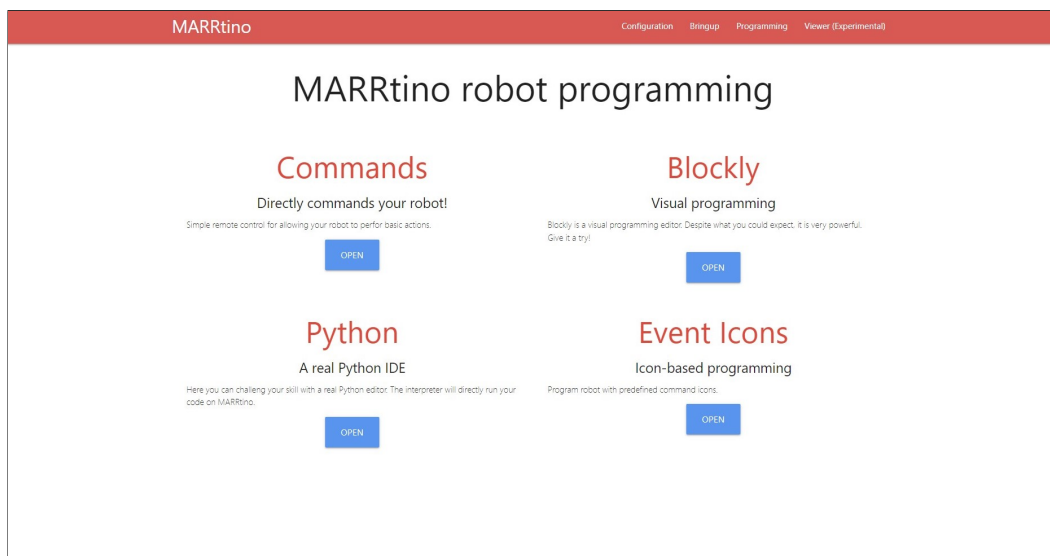 MARRtino
Configuration Bringup Programming Viewer (Experimental)
MARRtino robot programming
Commands
Directly commands your robot!
Simple remote control for allowing your robot to perfor basic actions.
OPEN
Blockly
Visual programming
Blockly is a visual programming editor. Despite what you could expect, it is very powerful.
Give it a try!
OPEN
Python
A real Python IDE
Here you can challeng your skill with a real Python editor. The interpreter will directly run your
code on MARRtino.
OPEN
Event Icons
Icon-based programming
Program robot with predefined command icons.
OPEN